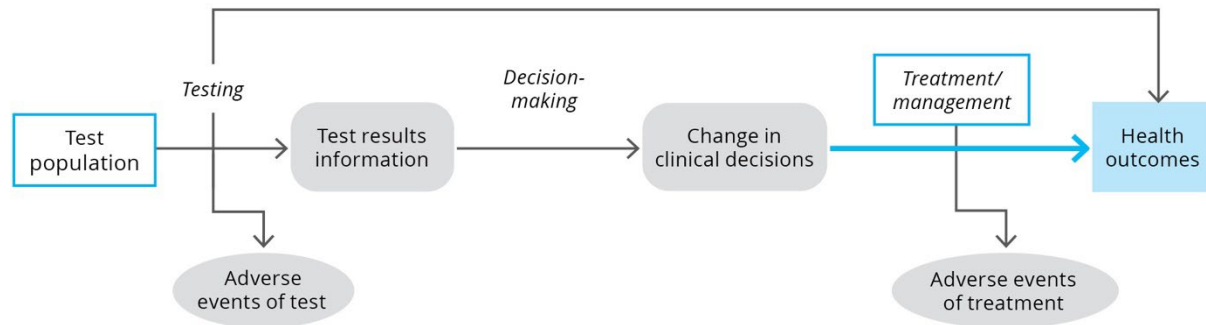 Testing
Decision-
making
Treatment/
management
Test
population
Test results
information
Change in
clinical decisions
Health
outcomes
Adverse
events of test
Adverse events
of treatment